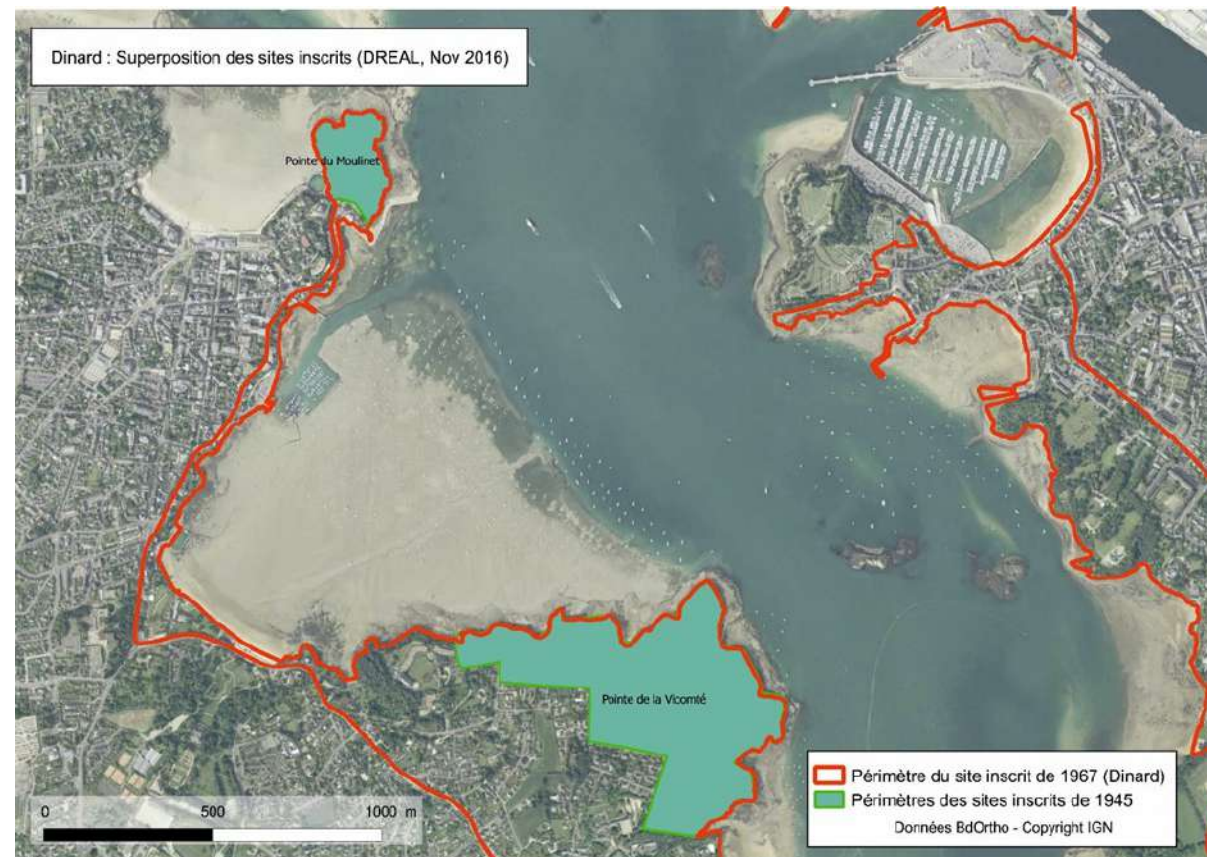 Dinard : Superposition des sites inscrits (DREAL, Nov 2016)
Pointe du Moulinet
Pointe de la Vicomté
Périmètre du site inscrit de 1967 (Dinard)
Périmètres des sites inscrits de 1945
Données BdOrtho - Copyright IGN
0 500 1000 m